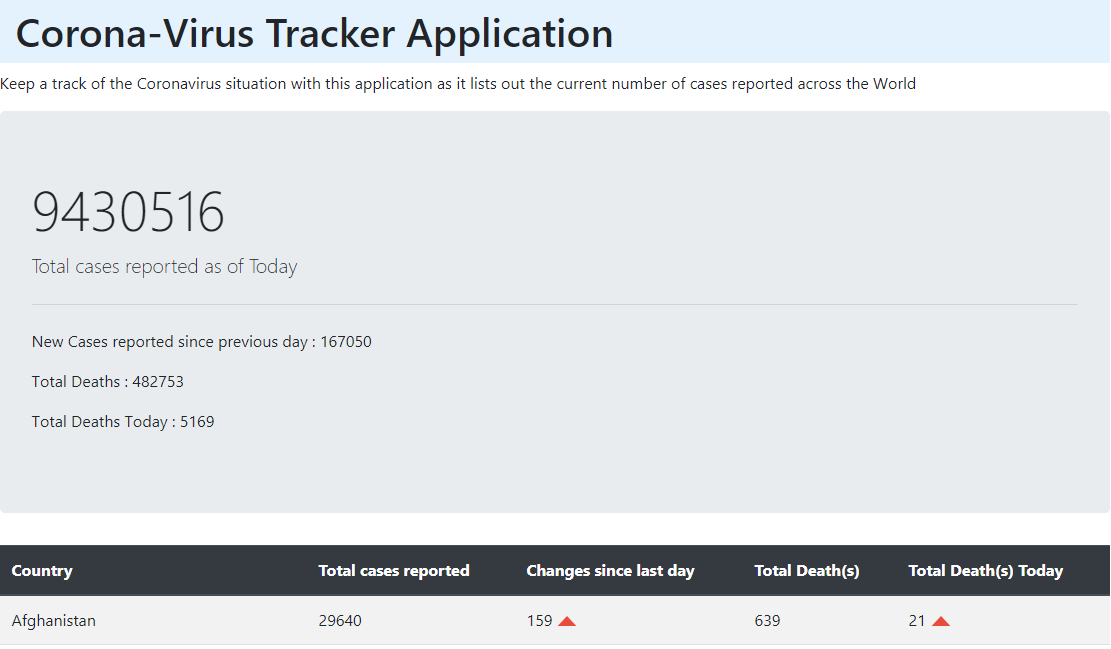 Corona-Virus Tracker Application
Keep a track of the Coronavirus situation with this application as it lists out the current number of cases reported across the World
9430516
Total cases reported as of Today
New Cases reported since previous day : 167050
Total Deaths : 482753
Total Deaths Today : 5169
Country Total cases reported Changes since last day Total Death(s) Total Death(s) Today
Afghanistan 29640 159 639 21